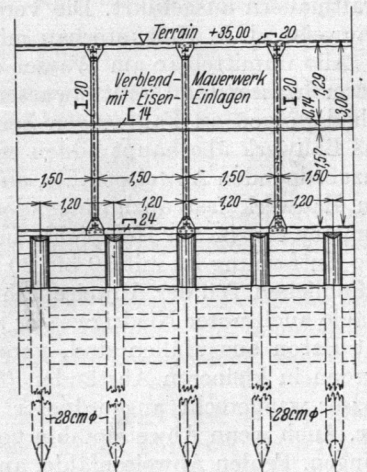 Terrain +35,00 20
20 Verblend - Mauerwerk 20
mit Eisen - Einlagen
14
0,14 1,29 3,00
1,57
1,50 1,50 1,50 1,50
1,20 1,20 1,20 1,20
24
28cm ϕ 28cm ϕ